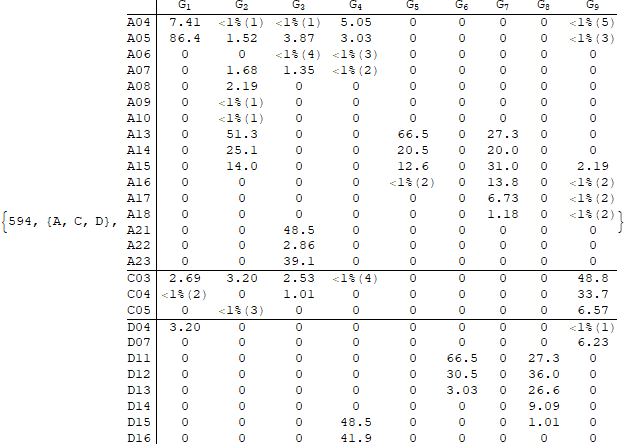 G1 G2 G3 G4 G5 G6 G7 G8 G9
A04 7.41 <1%(1) <1%(1) 5.05 0 0 0 0 <1%(5)
A05 86.4 1.52 3.87 3.03 0 0 0 0 <1%(3)
A06 0 0 <1%(4) <1%(3) 0 0 0 0 0
A07 0 1.68 1.35 <1%(2) 0 0 0 0 0
A08 0 2.19 0 0 0 0 0 0 0
A09 0 <1%(1) 0 0 0 0 0 0 0
A10 0 <1%(1) 0 0 0 0 0 0 0
A13 0 51.3 0 0 66.5 0 27.3 0 0
A14 0 25.1 0 0 20.5 0 20.0 0 0
A15 0 14.0 0 0 12.6 0 31.0 0 2.19
A16 0 0 0 0 <1%(2) 0 13.8 0 <1%(2)
A17 0 0 0 0 0 0 6.73 0 <1%(2)
{594, {A, C, D}, A18 0 0 0 0 0 0 1.18 0 <1%(2) }
A21 0 0 48.5 0 0 0 0 0 0
A22 0 0 2.86 0 0 0 0 0 0
A23 0 0 39.1 0 0 0 0 0 0
C03 2.69 3.20 2.53 <1%(4) 0 0 0 0 48.8
C04 <1%(2) 0 1.01 0 0 0 0 0 33.7
C05 0 <1%(3) 0 0 0 0 0 0 6.57
D04 3.20 0 0 0 0 0 0 0 <1%(1)
D07 0 0 0 0 0 0 0 0 6.23
D11 0 0 0 0 0 66.5 0 27.3 0
D12 0 0 0 0 0 30.5 0 36.0 0
D13 0 0 0 0 0 3.03 0 26.6 0
D14 0 0 0 0 0 0 0 9.09 0
D15 0 0 0 48.5 0 0 0 1.01 0
D16 0 0 0 41.9 0 0 0 0 0